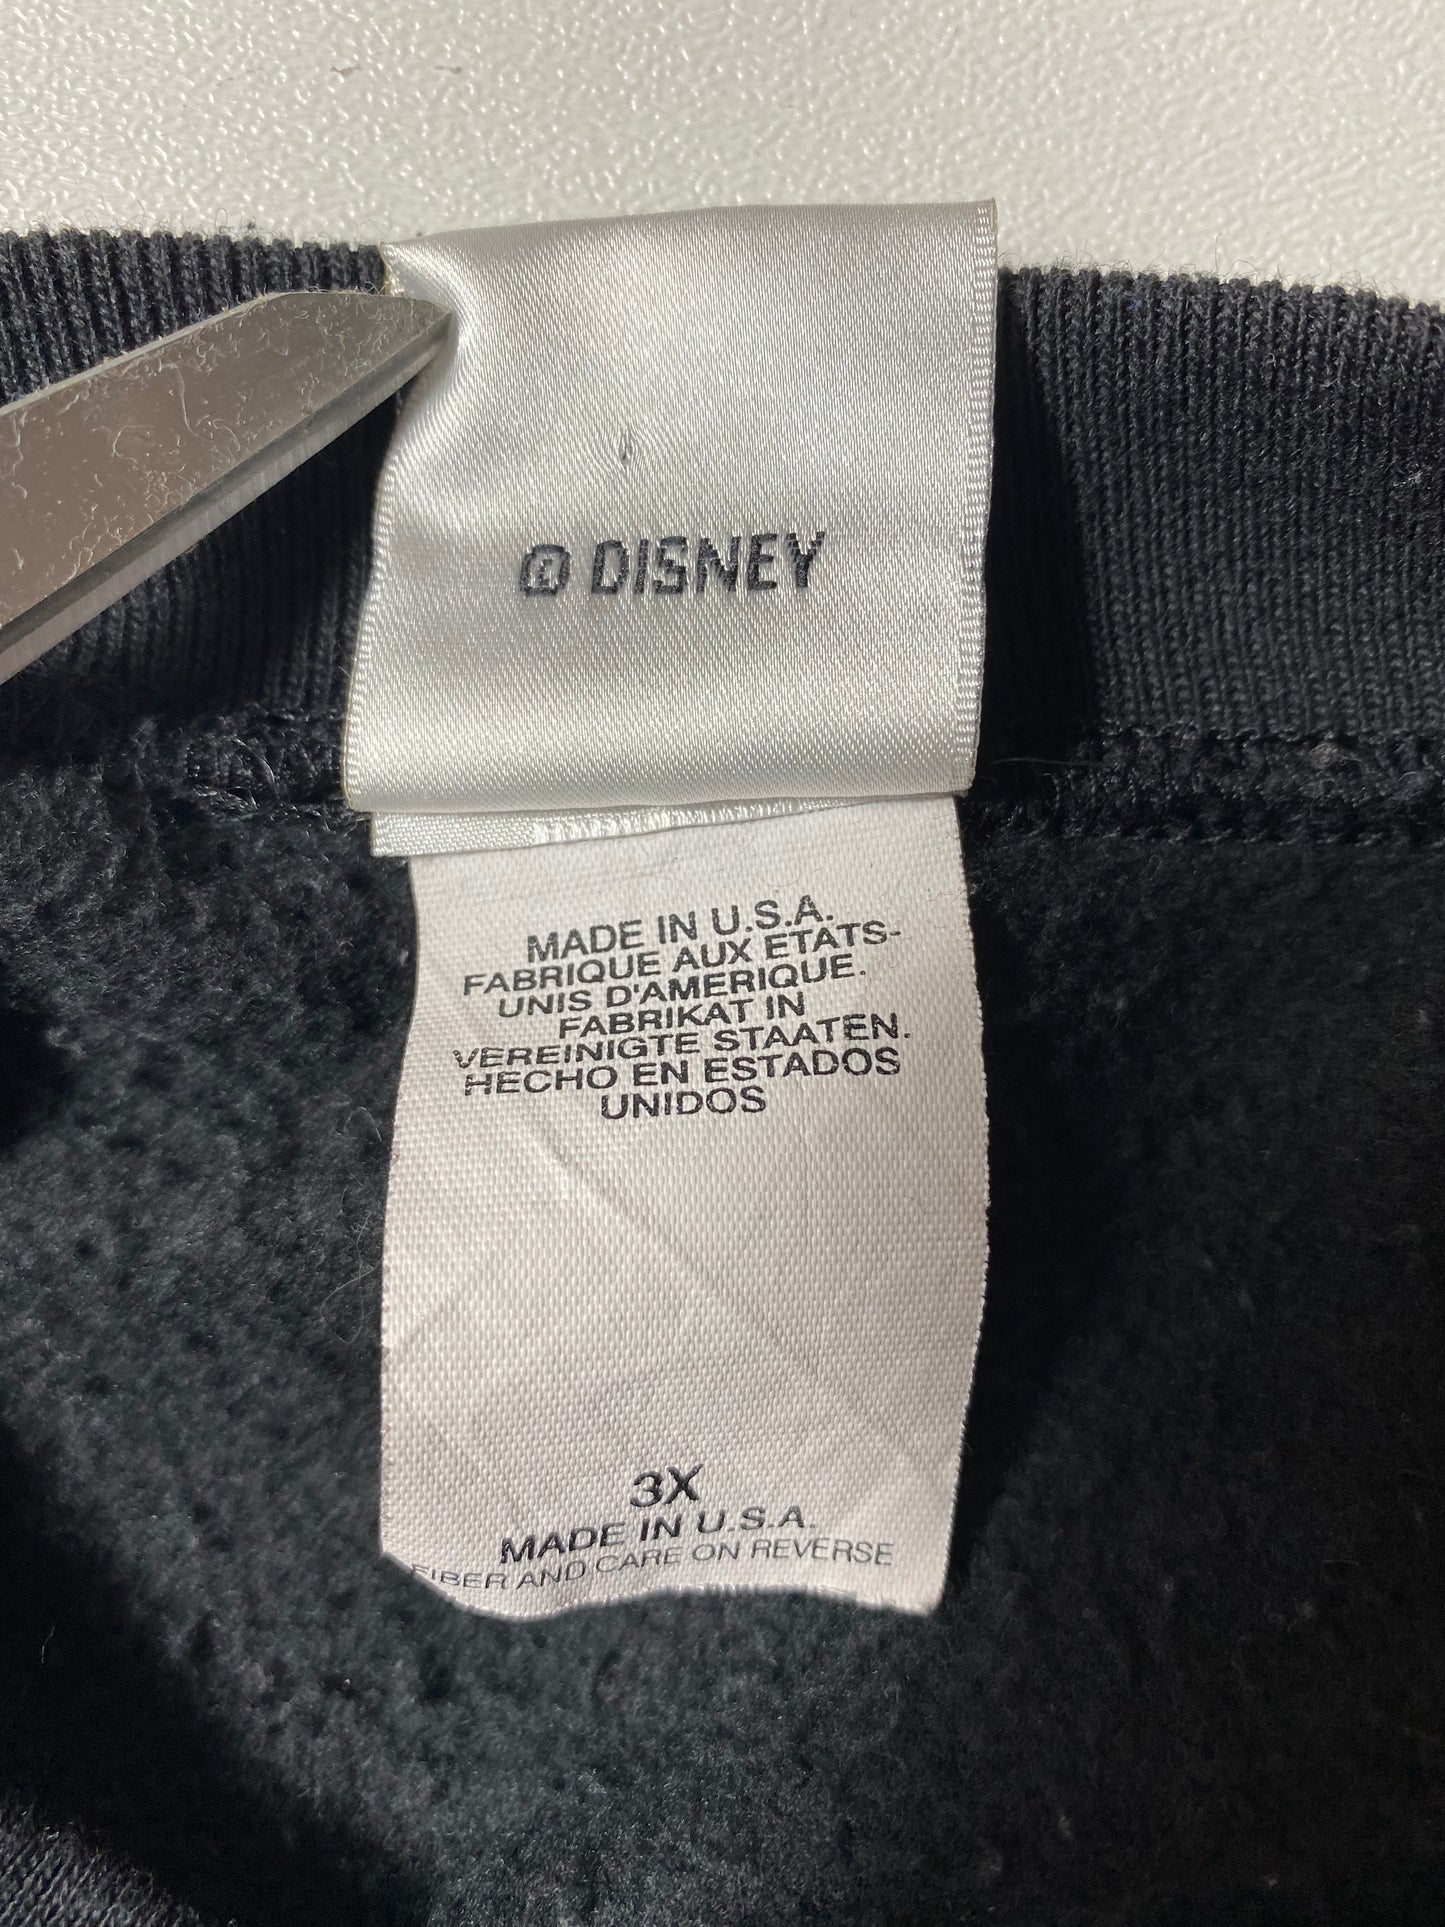 © DISNEY
MADE IN U.S.A.
FABRIQUE AUX ETATS-
UNIS D'AMERIQUE.
FABRIKAT IN
VEREINIGTE STAATEN.
HECHO EN ESTADOS
UNIDOS
3X
MADE IN U.S.A.
FIBER AND CARE ON REVERSE